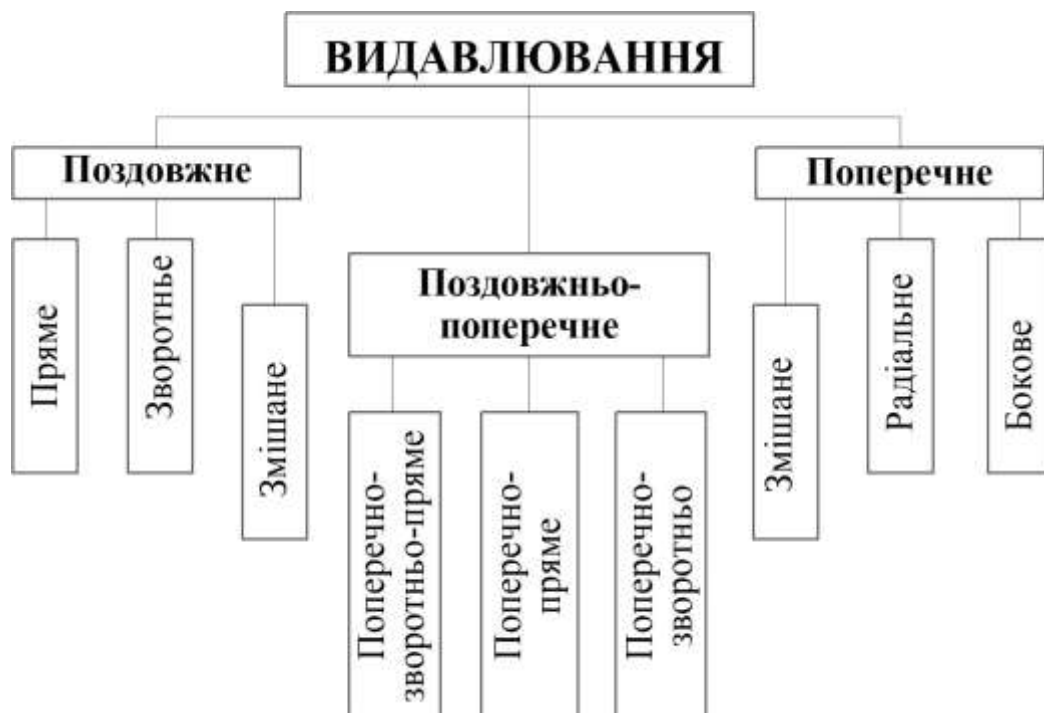 ВИДАВЛЮВАННЯ
Поздовжне
Поперечне
Поздовжньо-
поперечне
Пряме
Зворотнье
Змішане
Поперечно-
зворотньо-пряме
Поперечно-
пряме
Поперечно-
зворотньо
Змішане
Радіальне
Бокове